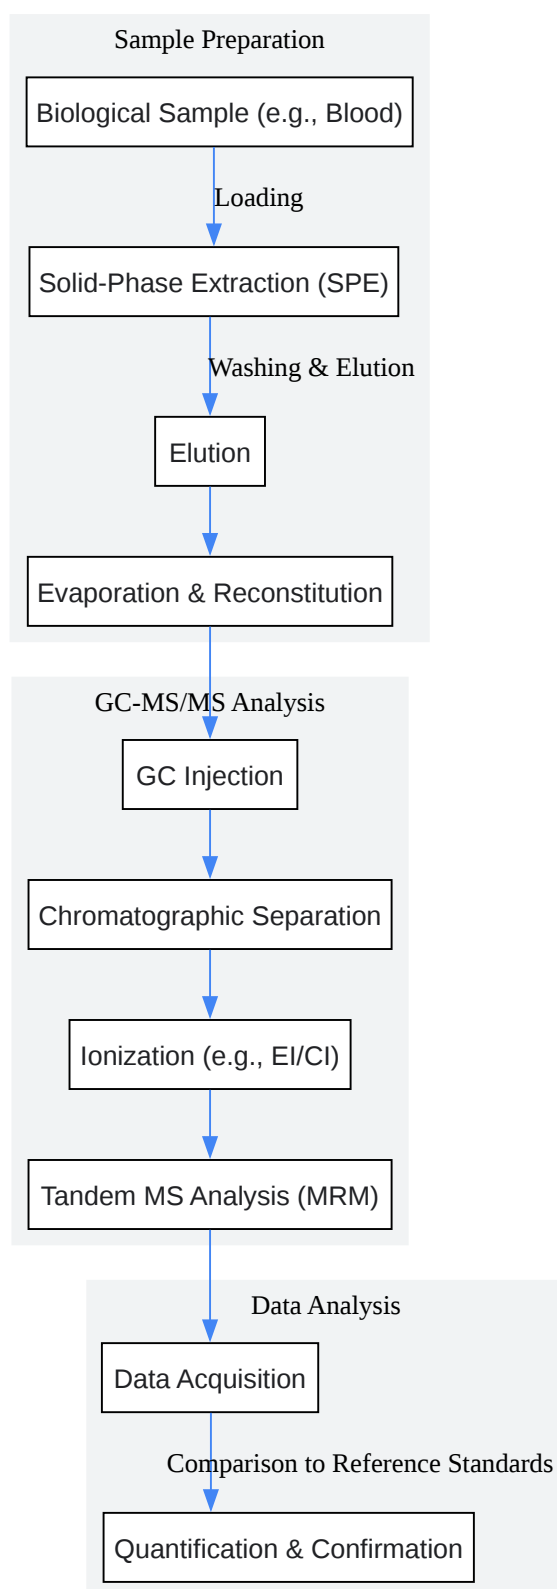 Sample Preparation
Biological Sample (e.g., Blood)
Loading
Solid-Phase Extraction (SPE)
Washing & Elution
Elution
Evaporation & Reconstitution
GC-MS/MS Analysis
GC Injection
Chromatographic Separation
Ionization (e.g., EI/CI)
Tandem MS Analysis (MRM)
Data Analysis
Data Acquisition
Comparison to Reference Standards
Quantification & Confirmation